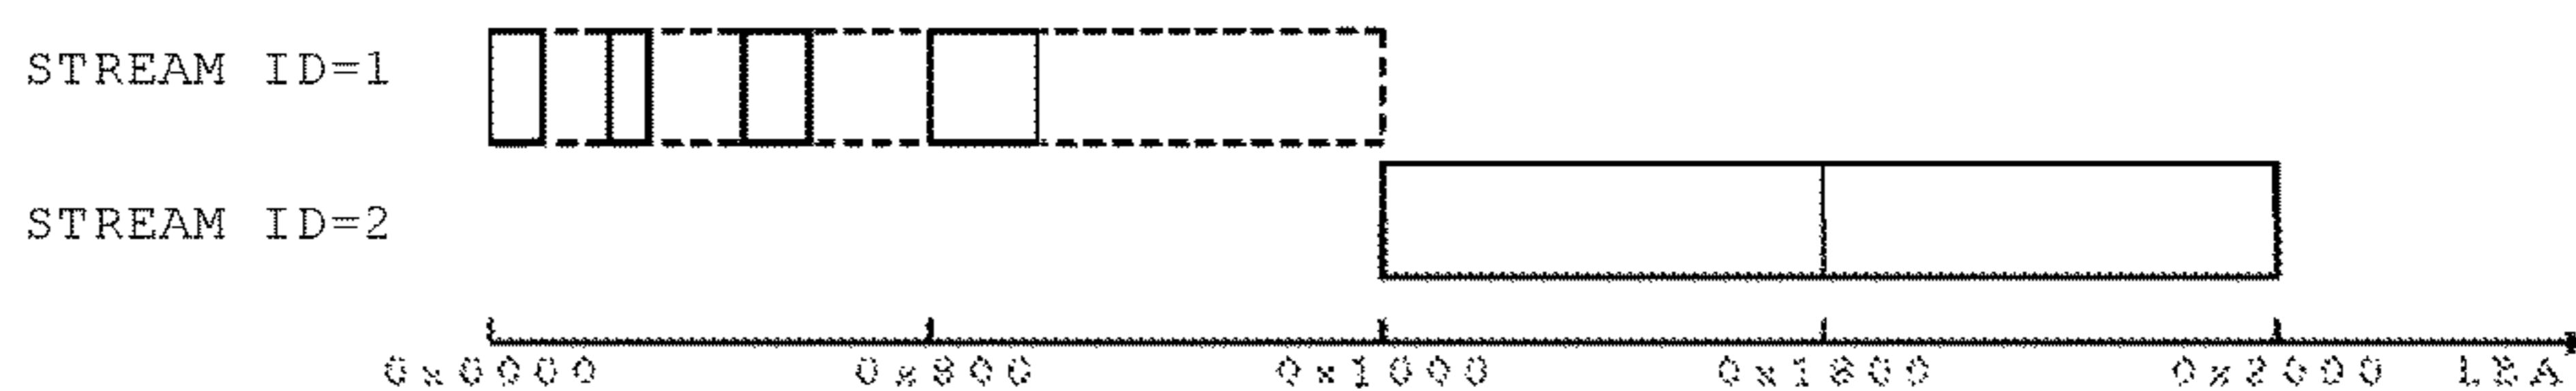 STREAM ID=1
STREAM ID=2
0x0000 0x800 0x1000 0x1800 0x2000 LBA